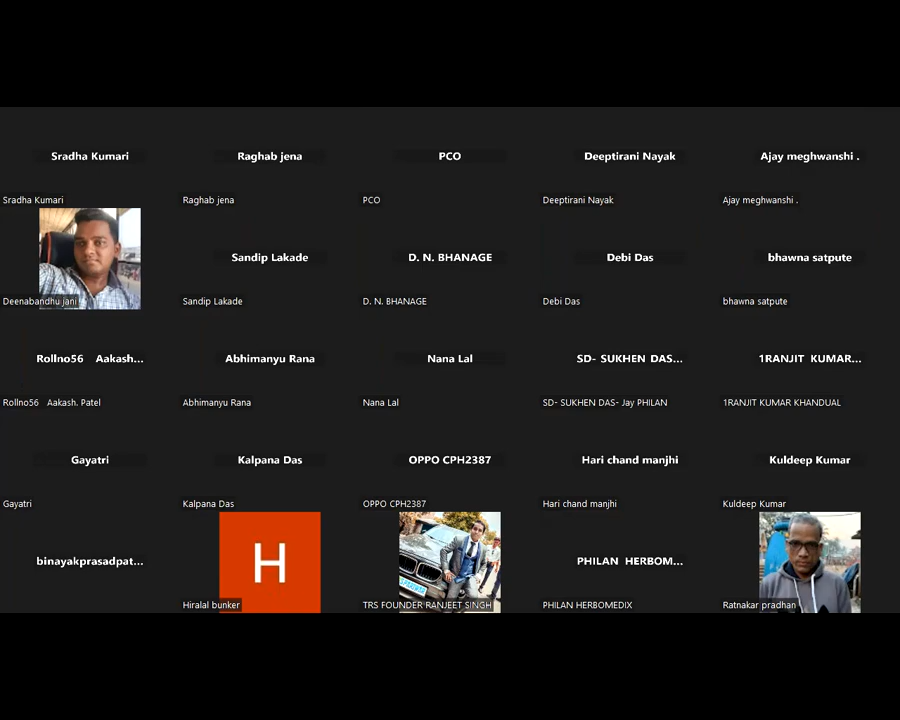 Sradha Kumari
Raghab jena
PCO
Deeptirani Nayak
Ajay meghwanshi .
Sradha Kumari
Raghab jena
PCO
Deeptirani Nayak
Ajay meghwanshi .
Sandip Lakade
D. N. BHANAGE
Debi Das
bhawna satpute
Deenabandhu jani
Sandip Lakade
D. N. BHANAGE
Debi Das
bhawna satpute
Rollno56 Aakash...
Abhimanyu Rana
Nana Lal
SD- SUKHEN DAS...
1RANJIT KUMAR...
Rollno56 Aakash. Patel
Abhimanyu Rana
Nana Lal
SD- SUKHEN DAS- Jay PHILAN
1RANJIT KUMAR KHANDUAL
Gayatri
Kalpana Das
OPPO CPH2387
Hari chand manjhi
Kuldeep Kumar
Gayatri
Kalpana Das
OPPO CPH2387
Hari chand manjhi
Kuldeep Kumar
binayakprasadpat...
H
PHILAN HERBOM...
Hiralal bunker
TRS FOUNDER RANJEET SINGH
PHILAN HERBOMEDIX
Ratnakar pradhan